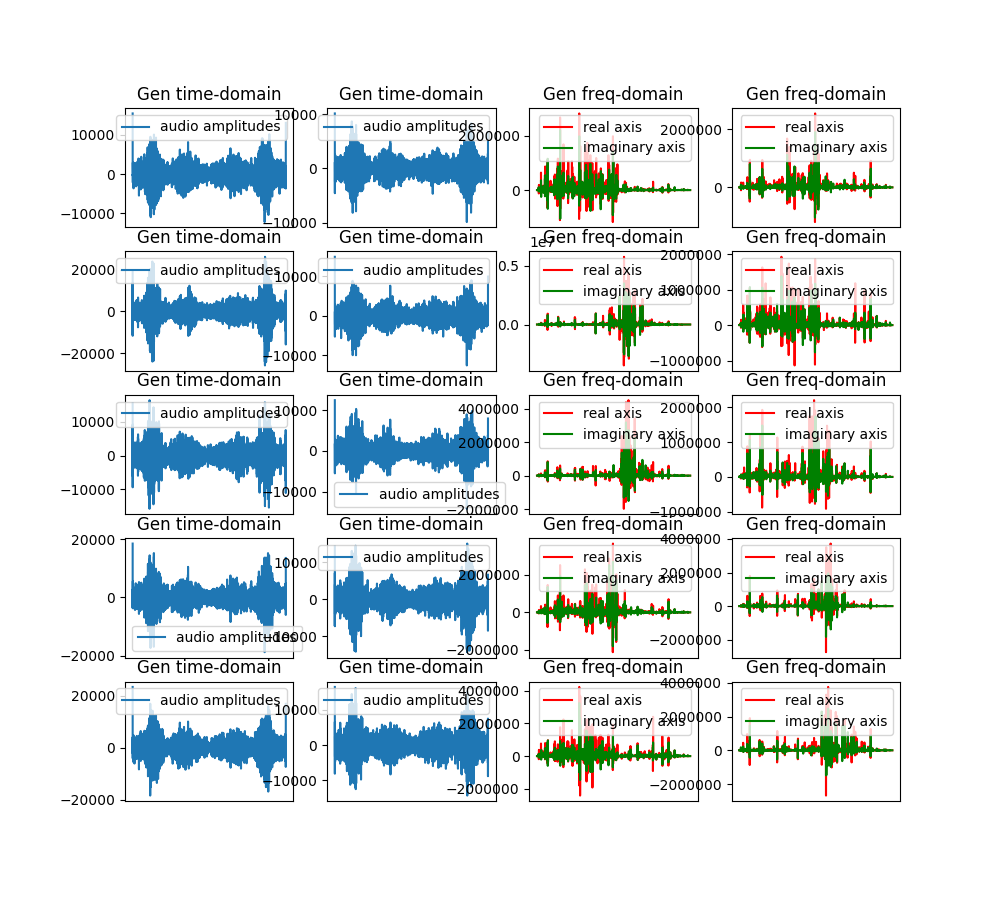 Gen time-domain Gen time-domain Gen freq-domain Gen freq-domain
audio amplitudes audio amplitudes real axis real axis
imaginary axis imaginary axis
10000 10000 2000000 2000000
0 0 0 0
−10000 −10000
Gen time-domain Gen time-domain Gen freq-domain Gen freq-domain
1e7
audio amplitudes audio amplitudes real axis real axis
imaginary axis imaginary axis
20000 10000 0.5 2000000
1000000
0 0 0.0 0
−20000 −10000 −1000000
Gen time-domain Gen time-domain Gen freq-domain Gen freq-domain
audio amplitudes real axis real axis
imaginary axis imaginary axis
10000 10000 4000000 2000000
2000000 1000000
0 0 0 0
−10000 −10000 −2000000 −1000000
audio amplitudes
Gen time-domain Gen time-domain Gen freq-domain Gen freq-domain
audio amplitudes real axis real axis
imaginary axis imaginary axis
20000 10000 2000000 4000000
2000000
0 0 0 0
−20000 −10000 −2000000 −2000000
audio amplitudes
Gen time-domain Gen time-domain Gen freq-domain Gen freq-domain
audio amplitudes audio amplitudes real axis real axis
imaginary axis imaginary axis
20000 10000 4000000 4000000
2000000 2000000
0 0 0 0
−20000 −10000 −2000000 −2000000